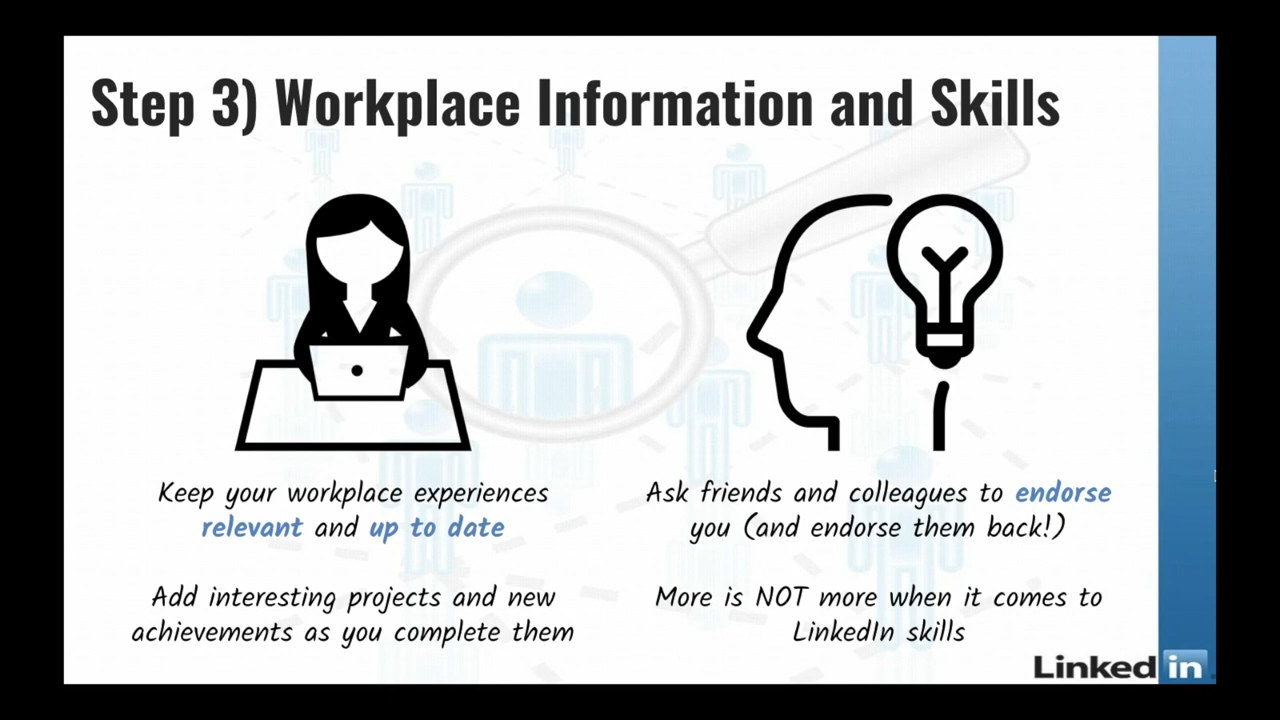 Step 3) Workplace Information and Skills
Keep your workplace experiences
relevant and up to date
Add interesting projects and new
achievements as you complete them
Ask friends and colleagues to endorse
you (and endorse them back!)
More is NOT more when it comes to
LinkedIn skills
Linked in